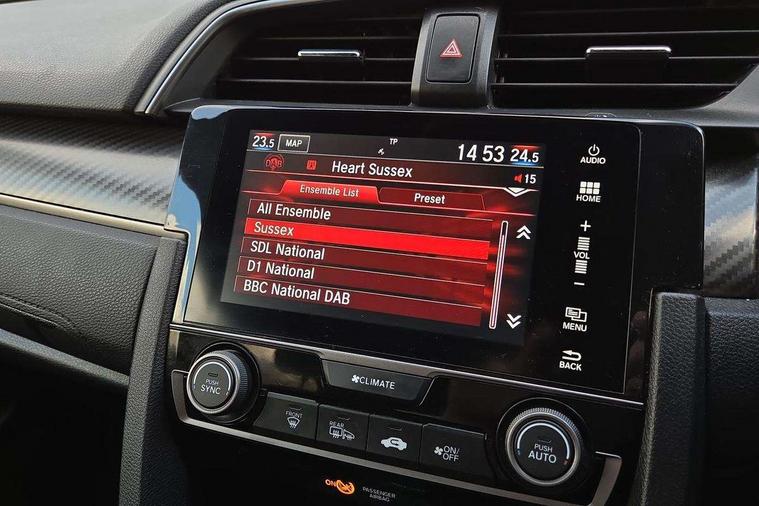 23.5 MAP TP 14 53 24.5
DAB Heart Sussex 15
Ensemble List Preset
All Ensemble
Sussex
SDL National
D1 National
BBC National DAB
AUDIO
HOME
+
VOL
−
MENU
BACK
CLIMATE
PUSH
SYNC
FRONT
REAR
ON/
OFF
PUSH
AUTO
ON
PASSENGER
AIRBAG